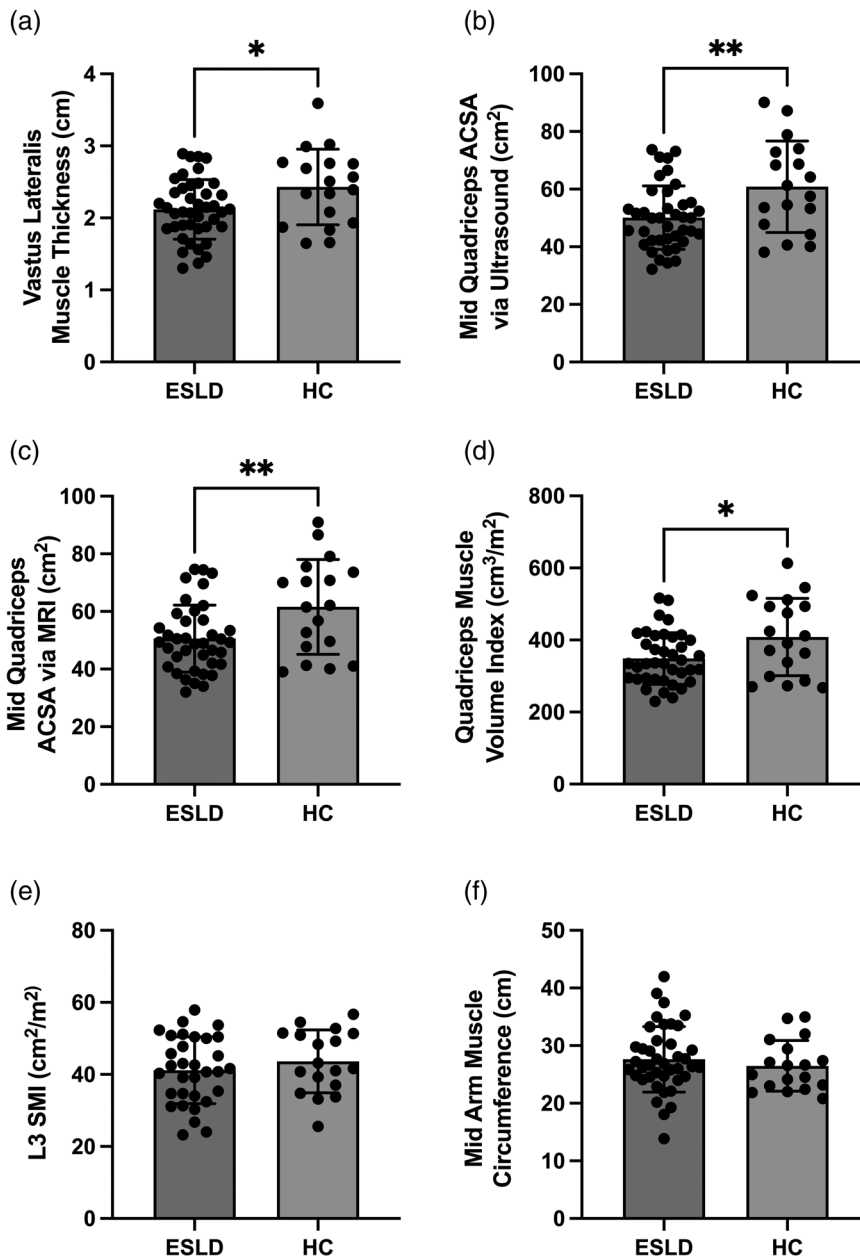 (a)
*
Vastus Lateralis
Muscle Thickness (cm)
4
3
2
1
0
ESLD
HC
(b)
**
Mid Quadriceps ACSA
via Ultrasound (cm²)
100
80
60
40
20
0
ESLD
HC
(c)
**
Mid Quadriceps
ACSA via MRI (cm²)
100
80
60
40
20
0
ESLD
HC
(d)
*
Quadriceps Muscle
Volume Index (cm³/m²)
800
600
400
200
0
ESLD
HC
(e)
L3 SMI (cm²/m²)
80
60
40
20
0
ESLD
HC
(f)
Mid Arm Muscle
Circumference (cm)
50
40
30
20
10
0
ESLD
HC